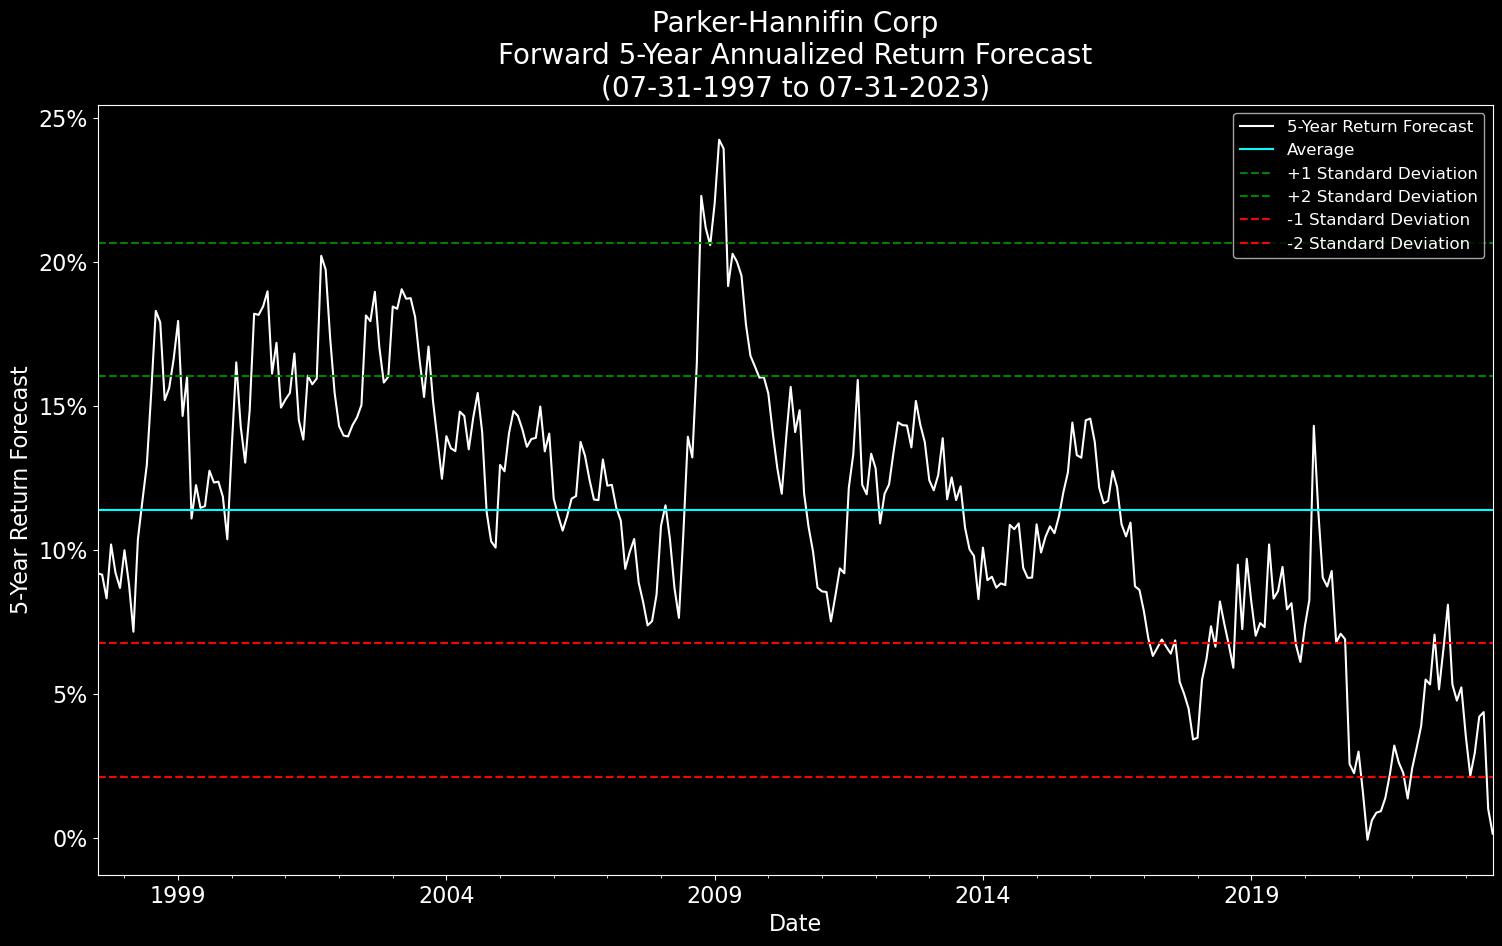 Parker-Hannifin Corp
Forward 5-Year Annualized Return Forecast
(07-31-1997 to 07-31-2023)
25%
20%
15%
10%
5%
0%
5-Year Return Forecast
5-Year Return Forecast
Average
+1 Standard Deviation
+2 Standard Deviation
-1 Standard Deviation
-2 Standard Deviation
1999
2004
2009
2014
2019
Date